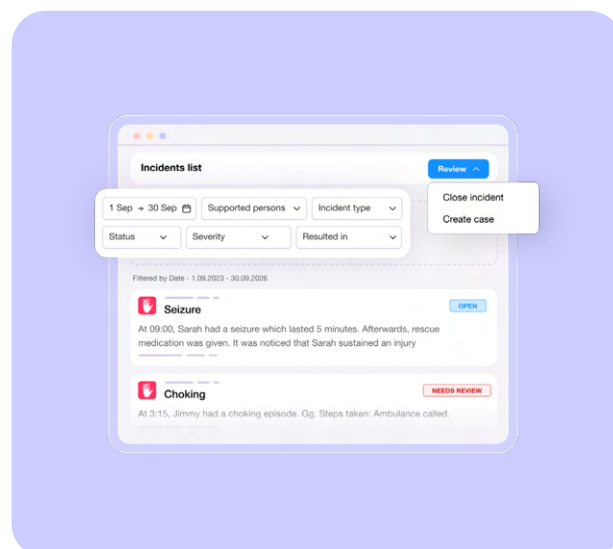 Incidents list
Review
Close incident
Create case
1 Sep → 30 Sep
Supported persons
Incident type
Status
Severity
Resulted in
Filtered by Date - 1.09.2023 - 30.09.2026
Seizure
OPEN
At 09:00, Sarah had a seizure which lasted 5 minutes. Afterwards, rescue
medication was given. It was noticed that Sarah sustained an injury
Choking
NEEDS REVIEW
At 3:15, Jimmy had a choking episode. Gg. Steps taken: Ambulance called.